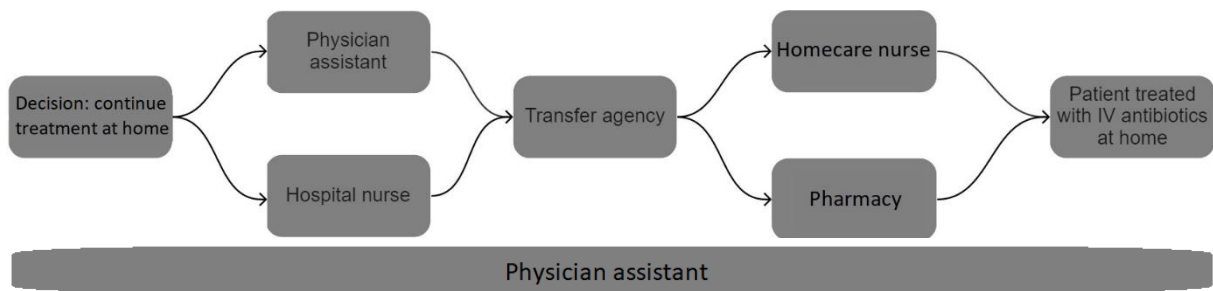 Physician
assistant
Homecare nurse
Decision: continue
treatment at home
Transfer agency
Patient treated
with IV antibiotics
at home
Hospital nurse
Pharmacy
Physician assistant